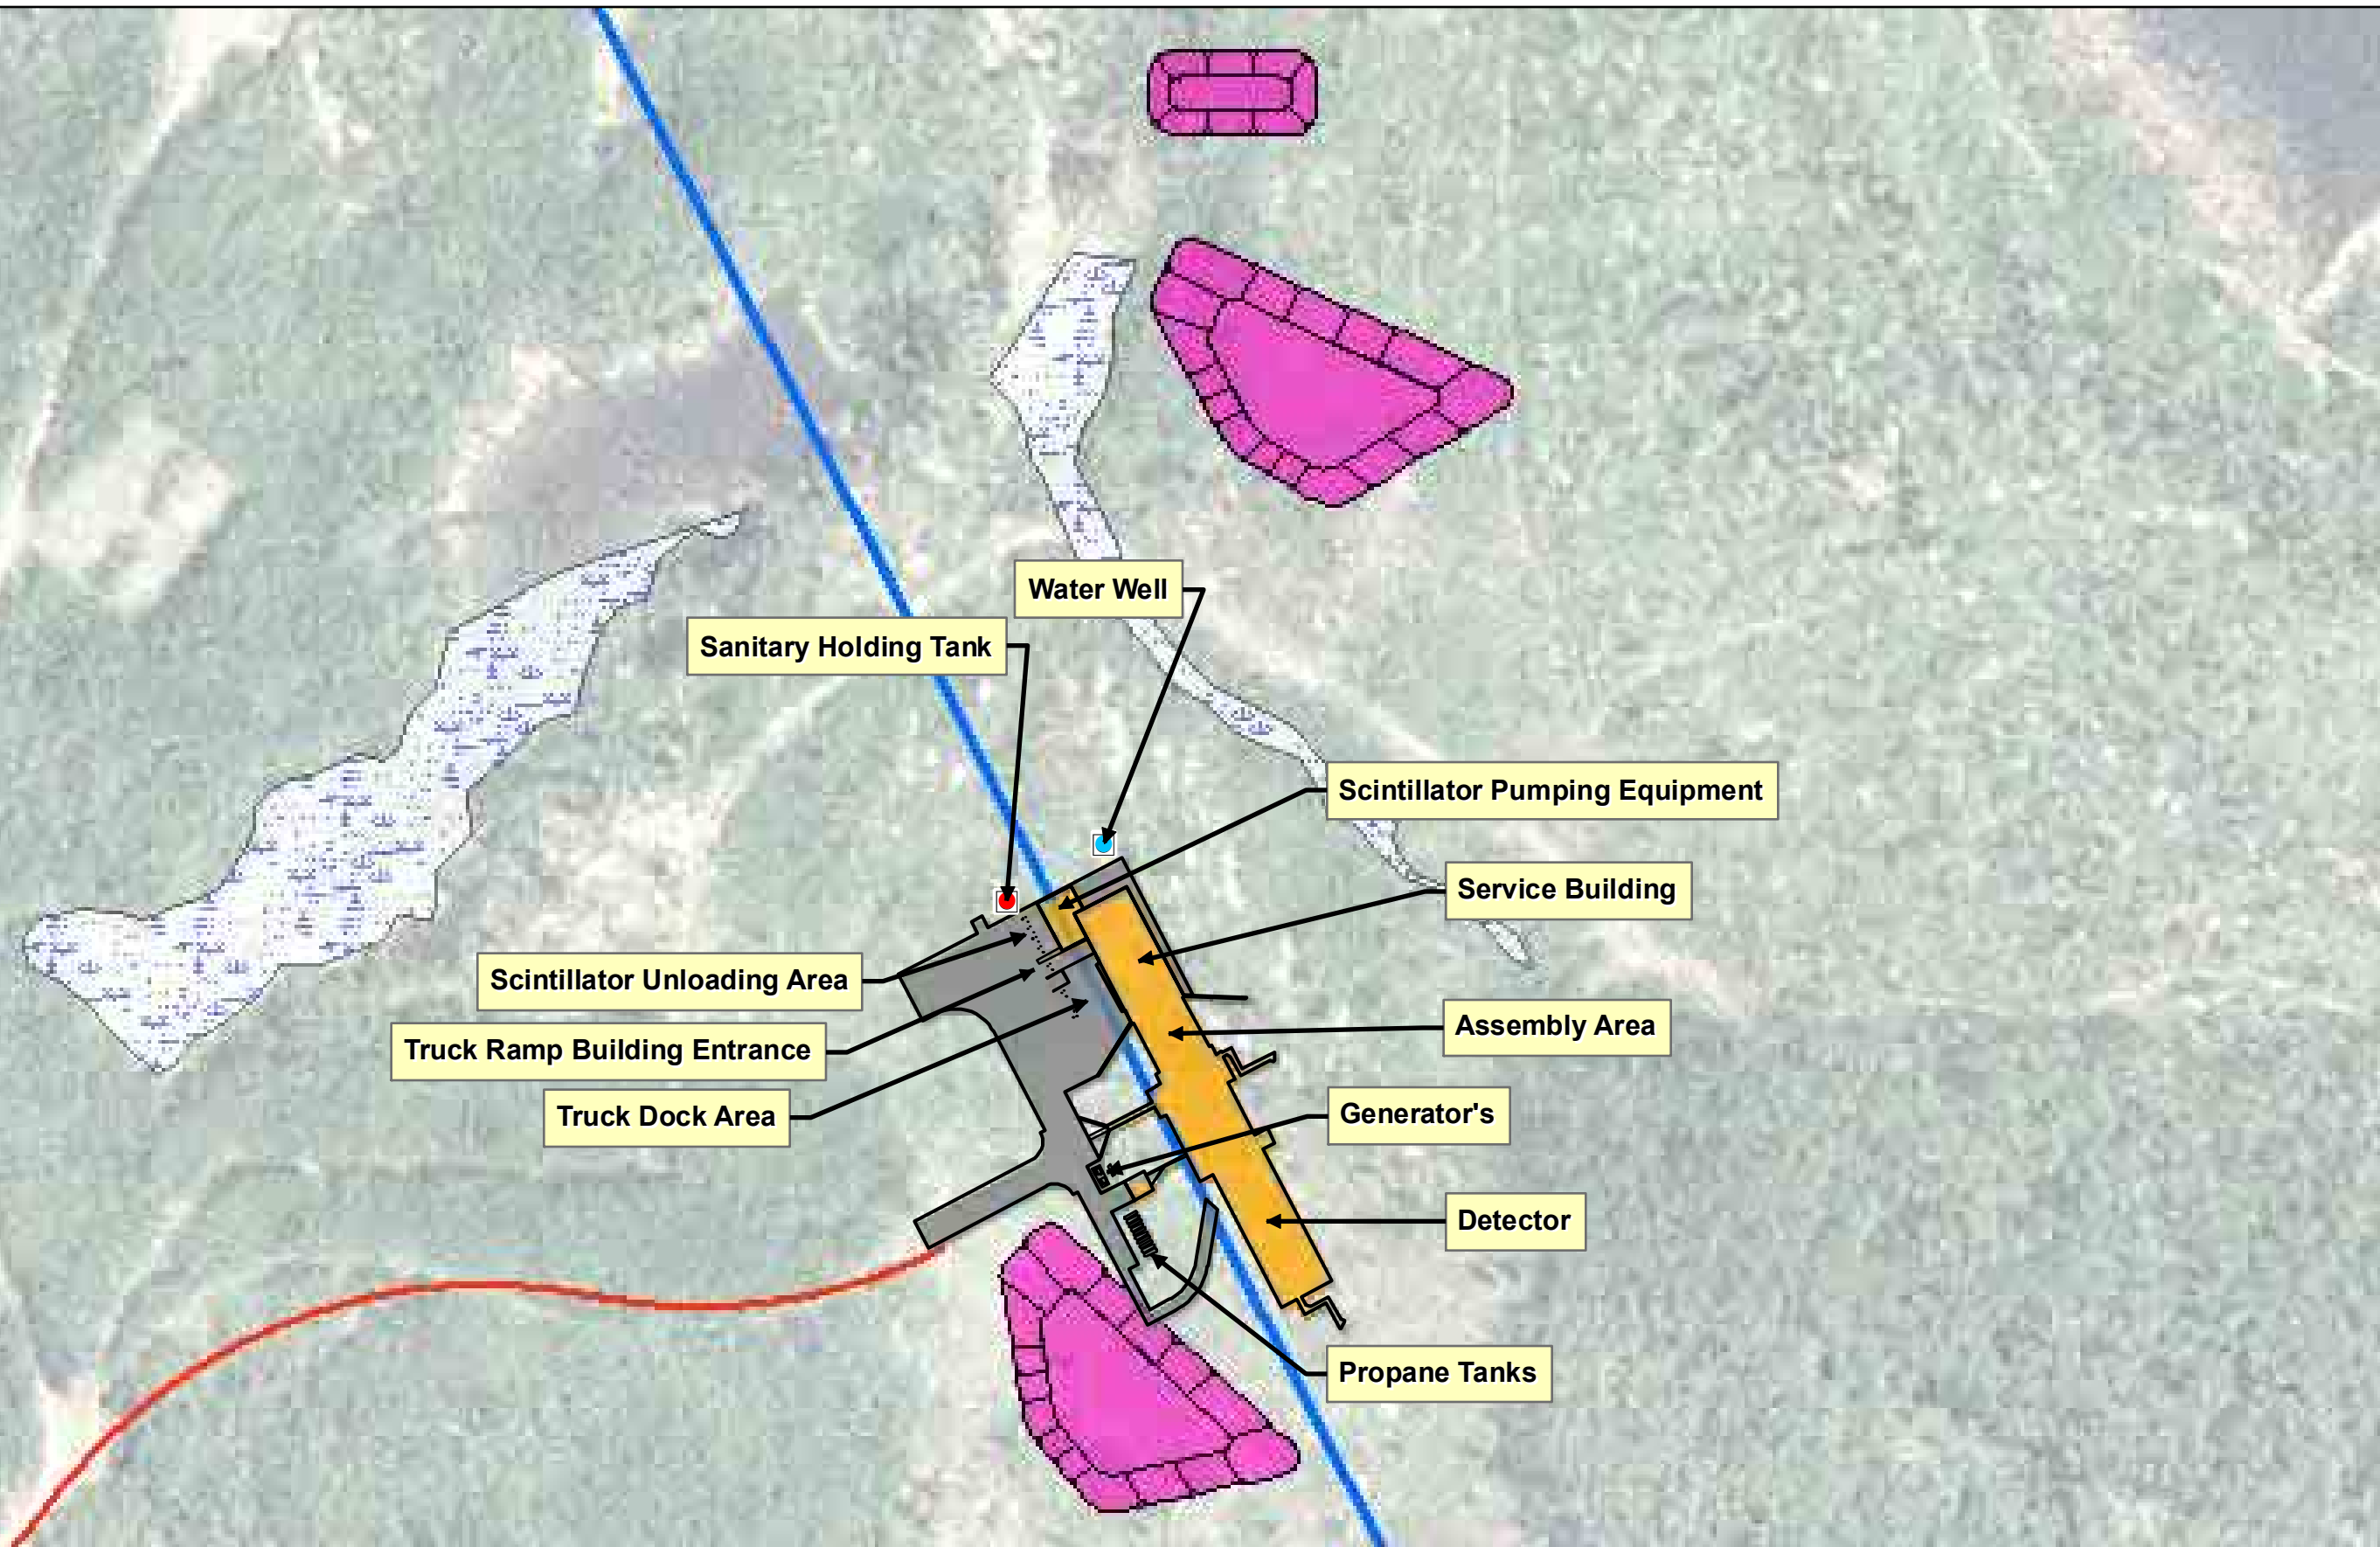 Water Well
Sanitary Holding Tank
Scintillator Pumping Equipment
Service Building
Scintillator Unloading Area
Assembly Area
Truck Ramp Building Entrance
Generator's
Truck Dock Area
Detector
Propane Tanks